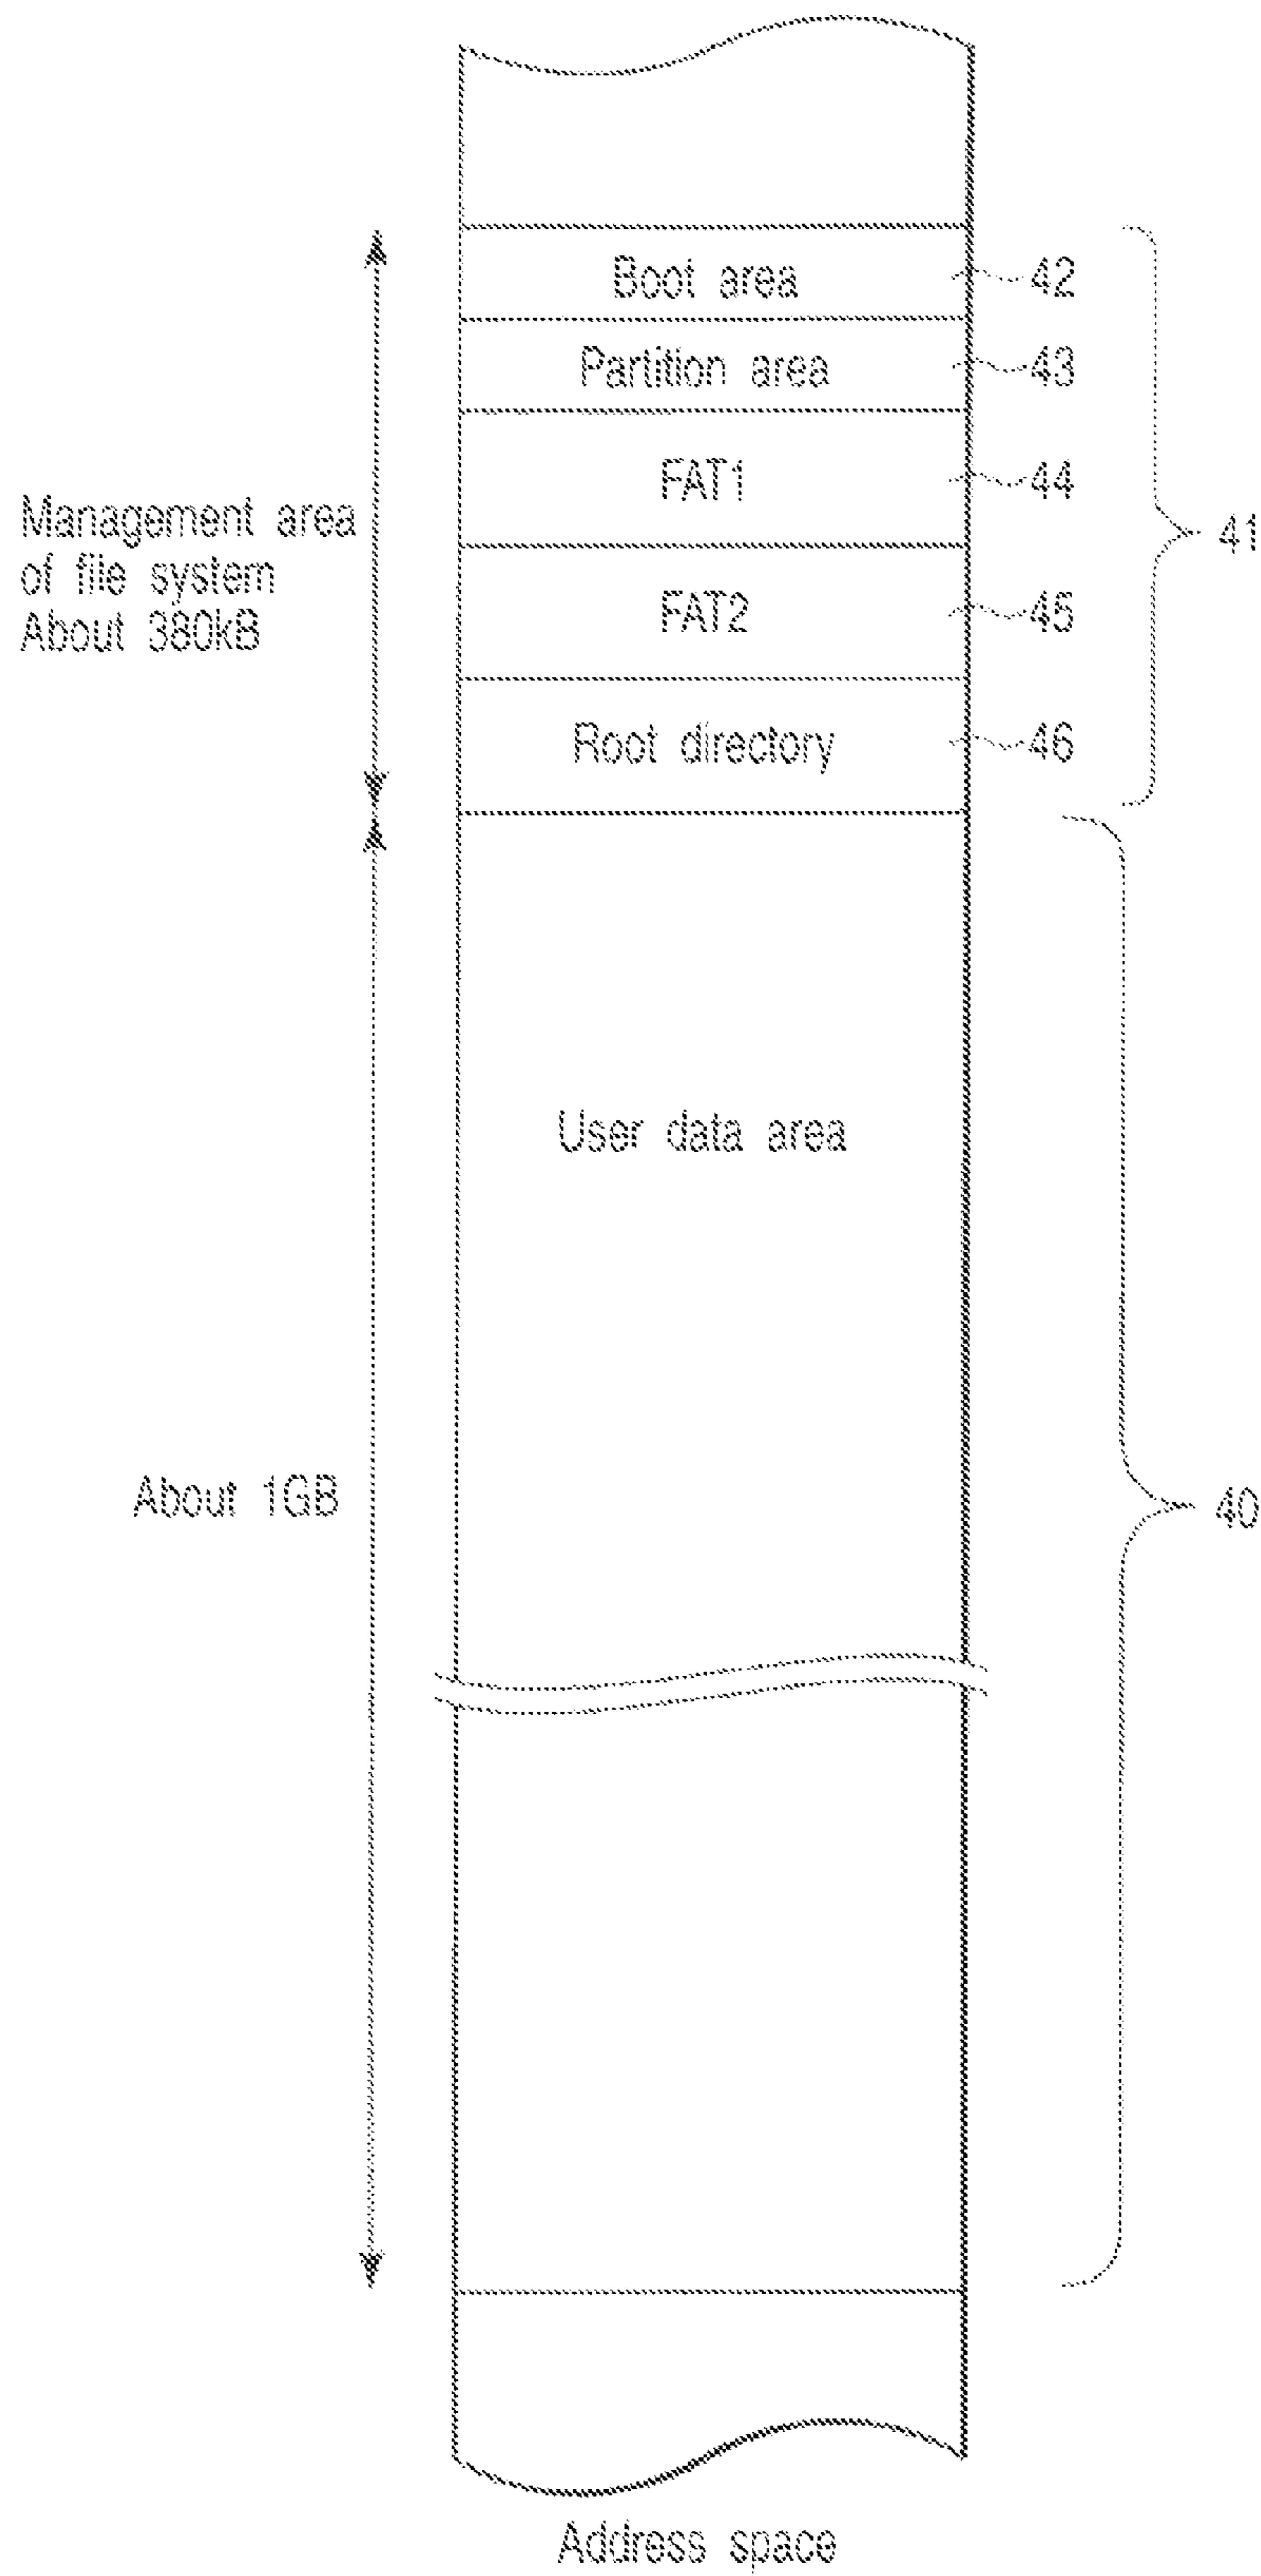 Boot area
42
Partition area
43
FAT1
44
Management area
of file system
About 380kB
41
FAT2
45
Root directory
46
User data area
About 1GB
40
Address space